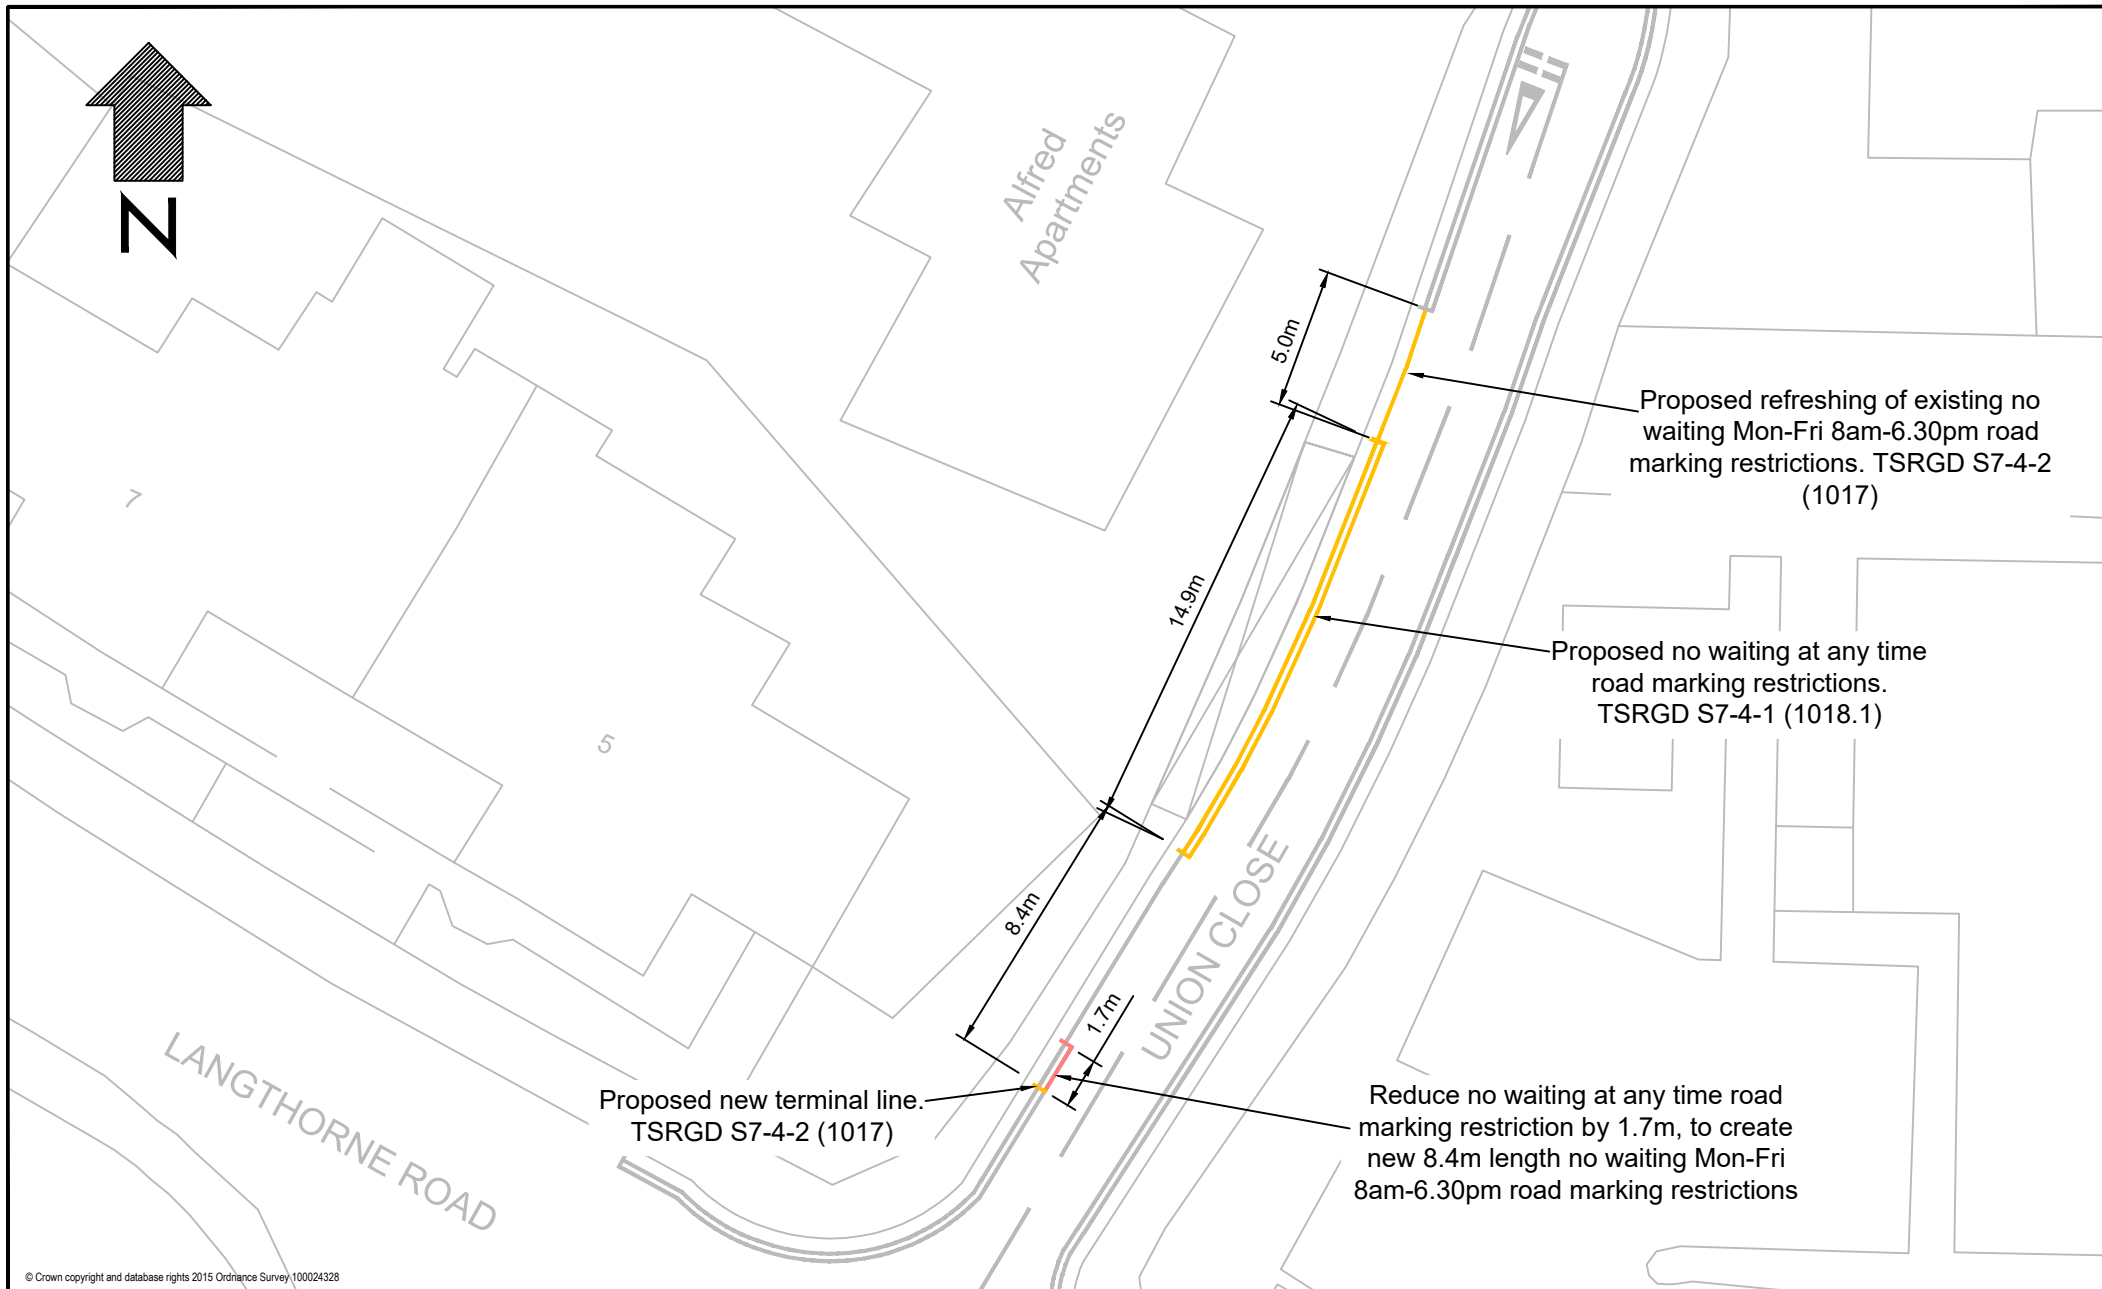 N
Alfred
Apartments
5.0m
Proposed refreshing of existing no
waiting Mon-Fri 8am-6.30pm road
marking restrictions. TSRGD S7-4-2
(1017)
7
14.9m
Proposed no waiting at any time
road marking restrictions.
TSRGD S7-4-1 (1018.1)
5
8.4m
UNION CLOSE
1.7m
LANGTHORNE ROAD
Proposed new terminal line.
TSRGD S7-4-2 (1017)
Reduce no waiting at any time road
marking restriction by 1.7m, to create
new 8.4m length no waiting Mon-Fri
8am-6.30pm road marking restrictions
© Crown copyright and database rights 2015 Ordnance Survey 100024328